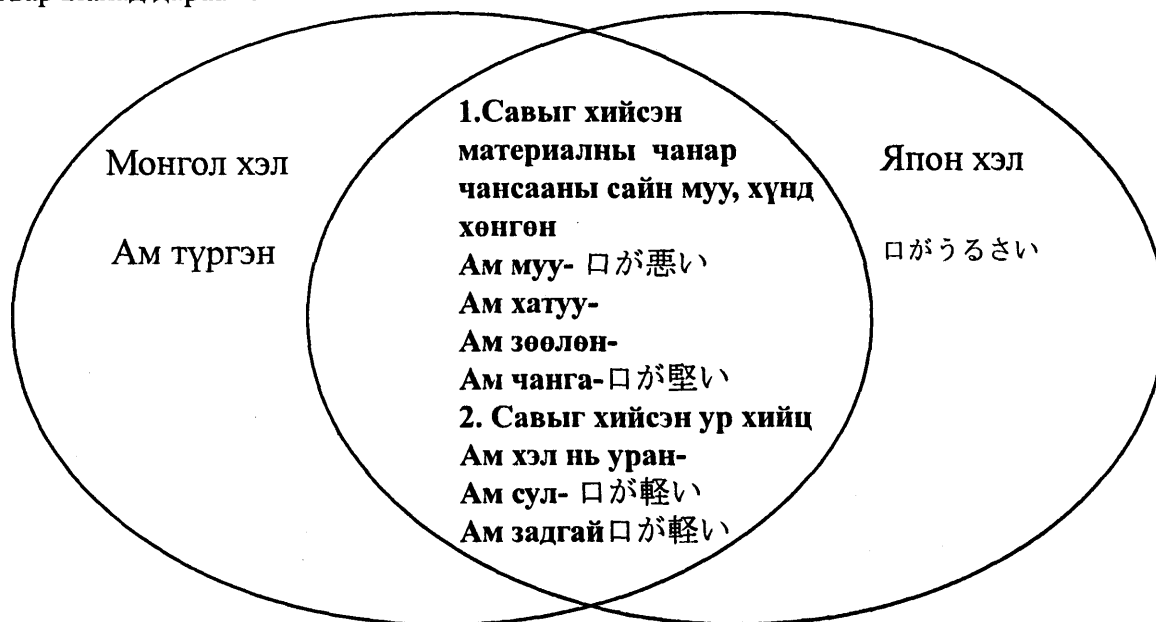 Монгол хэл
Ам түргэн
1.Савыг хийсэн
материалны чанар
чансааны сайн муу, хүнд
хөнгөн
Ам муу- 口が悪い
Ам хатуу-
Ам зөөлөн-
Ам чанга-口が堅い
2. Савыг хийсэн ур хийц
Ам хэл нь уран-
Ам сул- 口が軽い
Ам задгай口が軽い
Япон хэл
口がうるさい